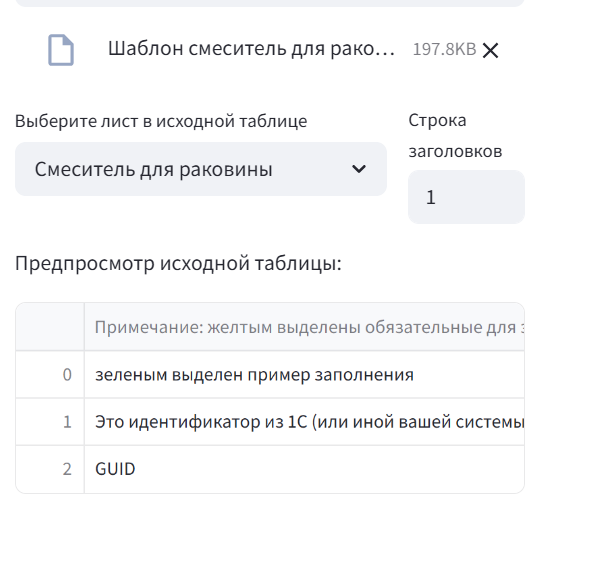 Шаблон смеситель для рако... 197.8KB
Выберите лист в исходной таблице
Строка заголовков
Смеситель для раковины
1
Предпросмотр исходной таблицы:
Примечание: желтым выделены обязательные для з
0 зеленым выделен пример заполнения
1 Это идентификатор из 1С (или иной вашей системы
2 GUID